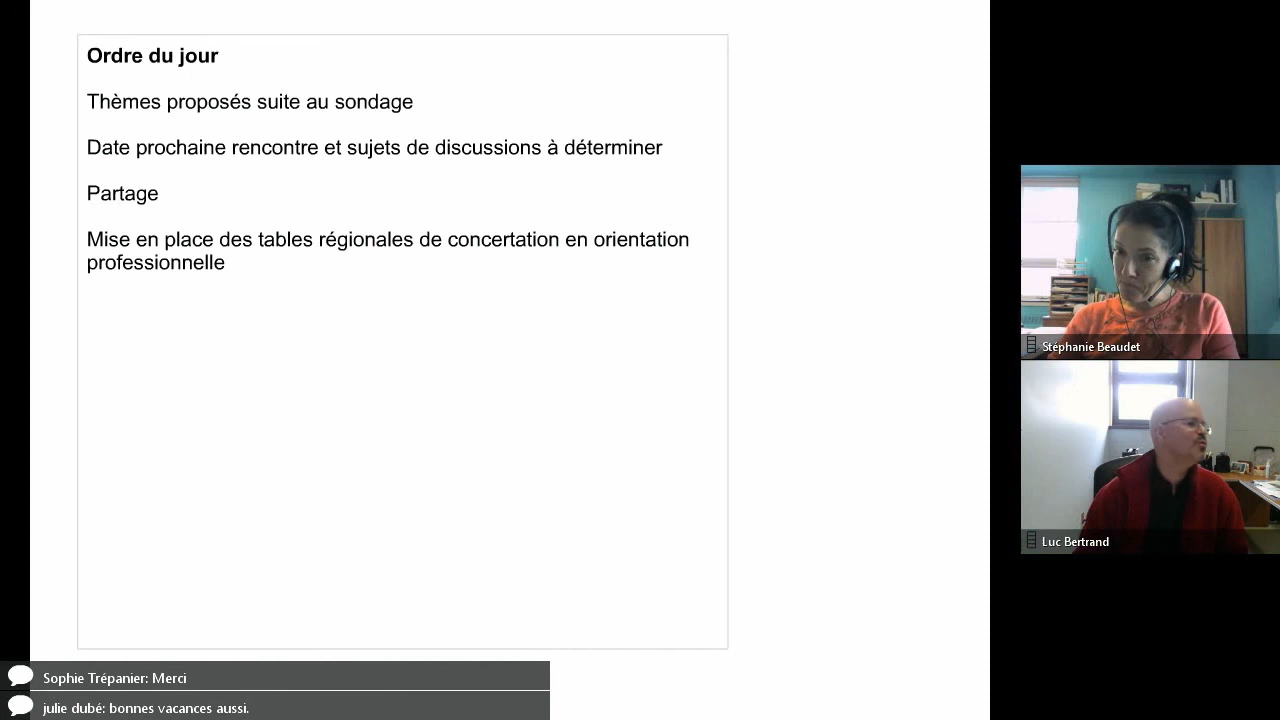 Ordre du jour
Thèmes proposés suite au sondage
Date prochaine rencontre et sujets de discussions à déterminer
Partage
Mise en place des tables régionales de concertation en orientation
professionnelle
Stéphanie Beaudet
Luc Bertrand
Sophie Trépanier: Merci
julie dubé: bonnes vacances aussi.